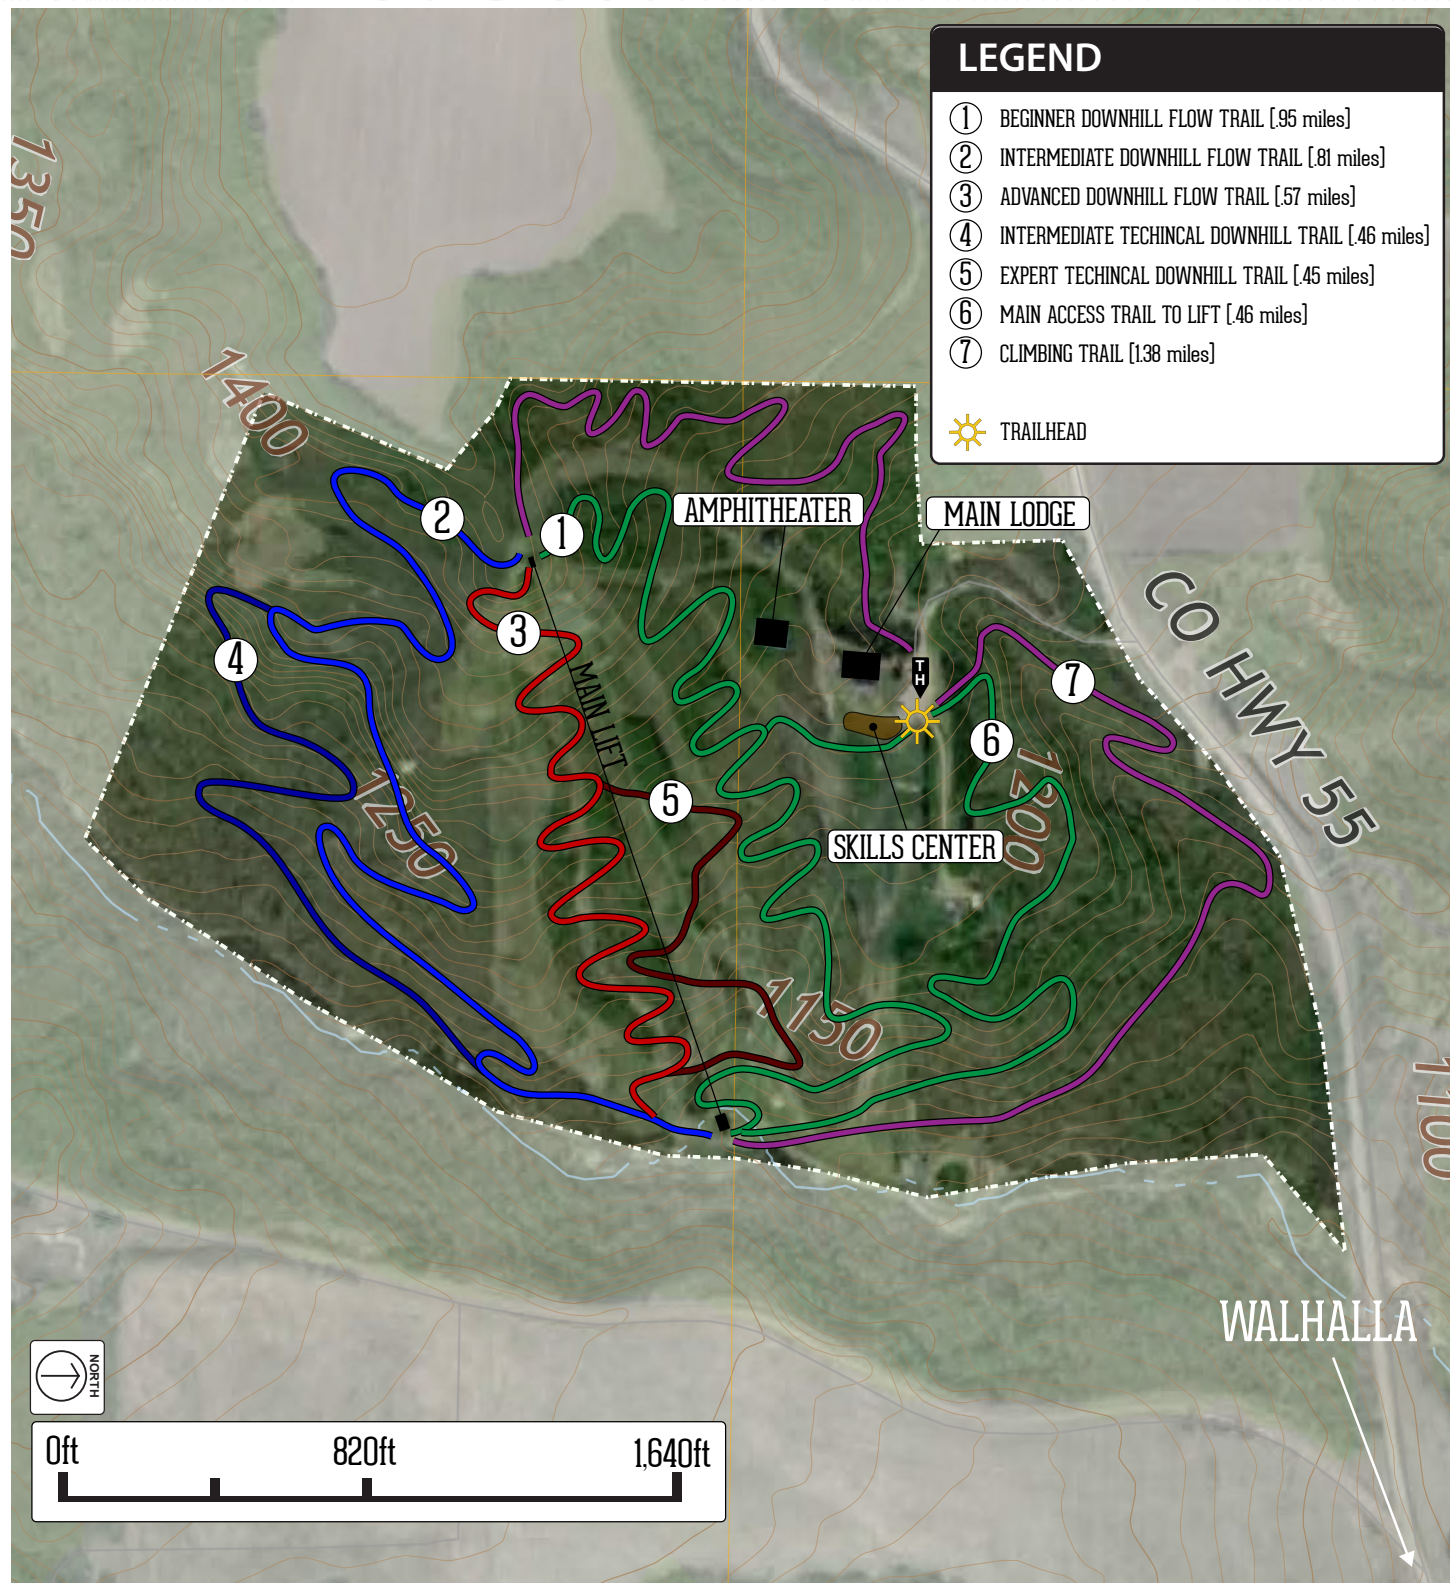 LEGEND
1 BEGINNER DOWNHILL FLOW TRAIL [.95 miles]
2 INTERMEDIATE DOWNHILL FLOW TRAIL [.81 miles]
3 ADVANCED DOWNHILL FLOW TRAIL [.57 miles]
4 INTERMEDIATE TECHINCAL DOWNHILL TRAIL [.46 miles]
5 EXPERT TECHINCAL DOWNHILL TRAIL [.45 miles]
6 MAIN ACCESS TRAIL TO LIFT [.46 miles]
7 CLIMBING TRAIL [1.38 miles]
TRAILHEAD
1350
1400
2
1
AMPHITHEATER
MAIN LODGE
CO HWY 55
3
4
MAIN LIFT
TH
7
6
5
1250
1200
SKILLS CENTER
1150
1100
WALHALLA
NORTH
0ft 820ft 1,640ft